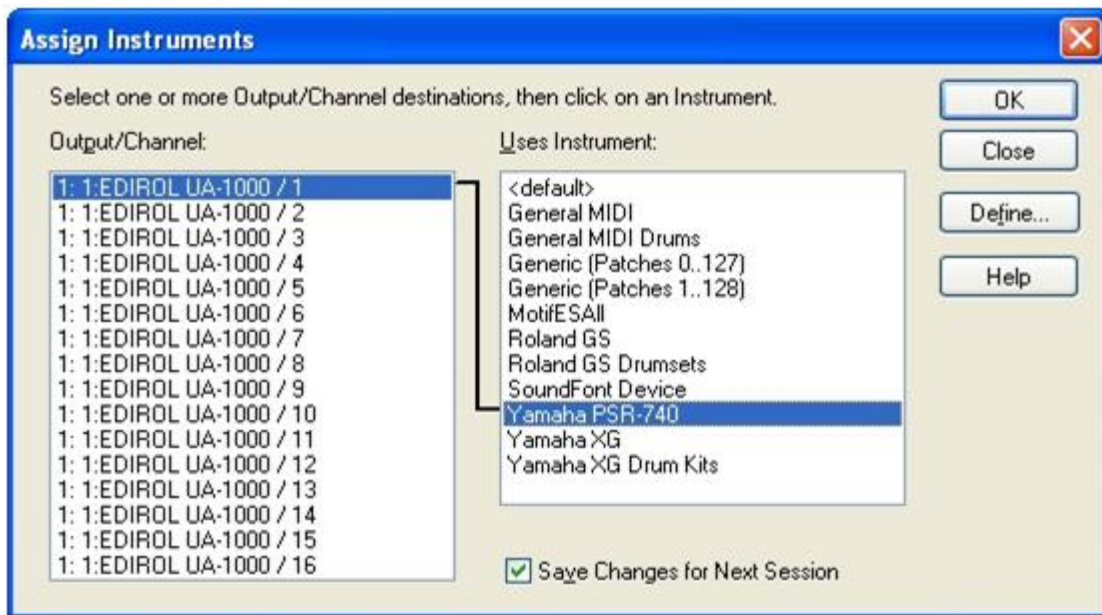 Assign Instruments
Select one or more Output/Channel destinations, then click on an Instrument.
Output/Channel:
1: 1:EDIROL UA-1000 / 1
1: 1:EDIROL UA-1000 / 2
1: 1:EDIROL UA-1000 / 3
1: 1:EDIROL UA-1000 / 4
1: 1:EDIROL UA-1000 / 5
1: 1:EDIROL UA-1000 / 6
1: 1:EDIROL UA-1000 / 7
1: 1:EDIROL UA-1000 / 8
1: 1:EDIROL UA-1000 / 9
1: 1:EDIROL UA-1000 / 10
1: 1:EDIROL UA-1000 / 11
1: 1:EDIROL UA-1000 / 12
1: 1:EDIROL UA-1000 / 13
1: 1:EDIROL UA-1000 / 14
1: 1:EDIROL UA-1000 / 15
1: 1:EDIROL UA-1000 / 16
Uses Instrument:
<default>
General MIDI
General MIDI Drums
Generic (Patches 0..127)
Generic (Patches 1..128)
MotifESAll
Roland GS
Roland GS Drumsets
SoundFont Device
Yamaha PSR-740
Yamaha XG
Yamaha XG Drum Kits
Save Changes for Next Session
OK
Close
Define...
Help